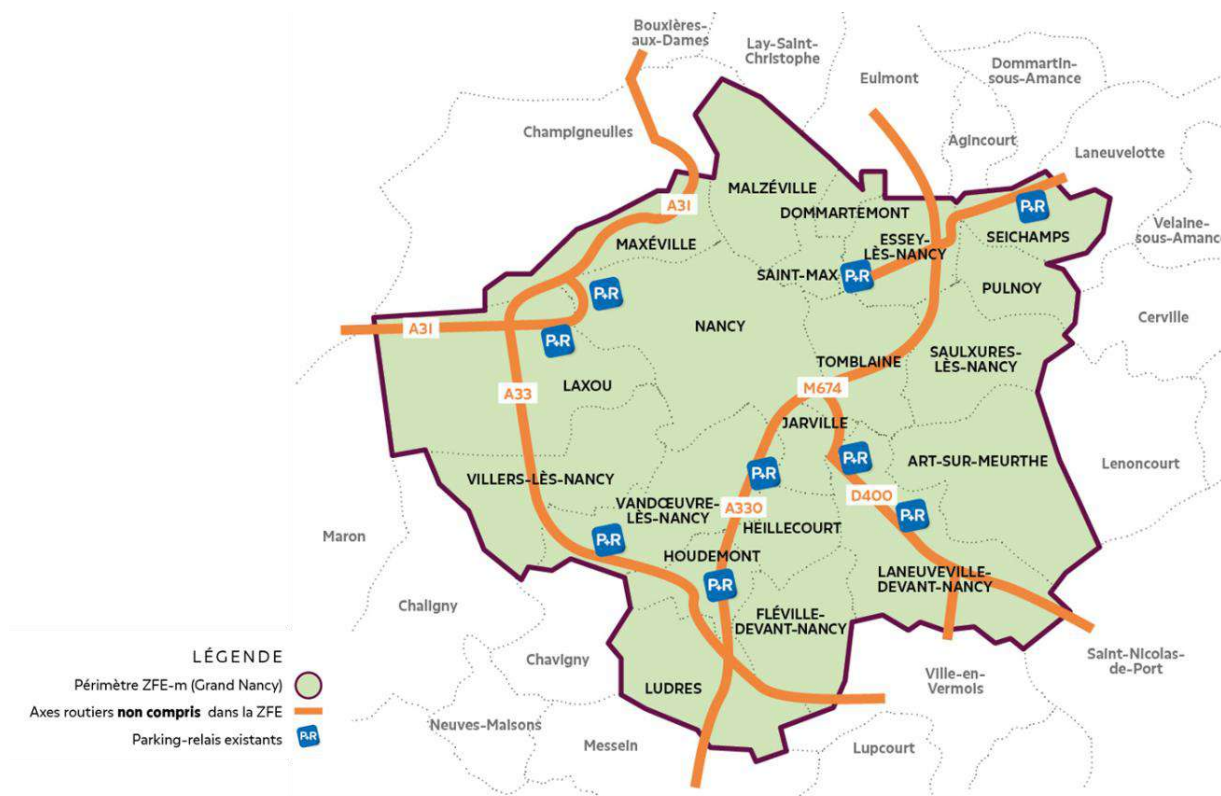 Bouxières-
aux-Dames
Lay-Saint-
Christophe
Eulmont
Dommartin-
sous-Amance
Champigneulles
Agincourt
Laneuvelotte
MALZÉVILLE
P+R
A31
DOMMARTEMONT
Velaine-
sous-Amance
MAXÉVILLE
ESSEY-
LÈS-NANCY
SEICHAMPS
SAINT-MAX
P+R
PULNOY
P+R
Cerville
A31
NANCY
P+R
TOMBLAINE
SAULXURES-
LÈS-NANCY
LAXOU
A33
M674
JARVILLE
P+R
ART-SUR-MEURTHE
Lenoncourt
P+R
VILLERS-LÈS-NANCY
D400
VANDŒUVRE-
LÈS-NANCY
A330
P+R
HEILLECOURT
Maron
P+R
HOUDEMONT
P+R
LANEUVEVILLE-
DEVANT-NANCY
Chaligny
FLÉVILLE-
DEVANT-NANCY
Saint-Nicolas-
de-Port
Chavigny
Ville-en-
Vermois
LUDRES
Neuves-Maisons
Messein
Lupcourt
LÉGENDE
Périmètre ZFE-m (Grand Nancy)
Axes routiers non compris dans la ZFE
Parking-relais existants P+R